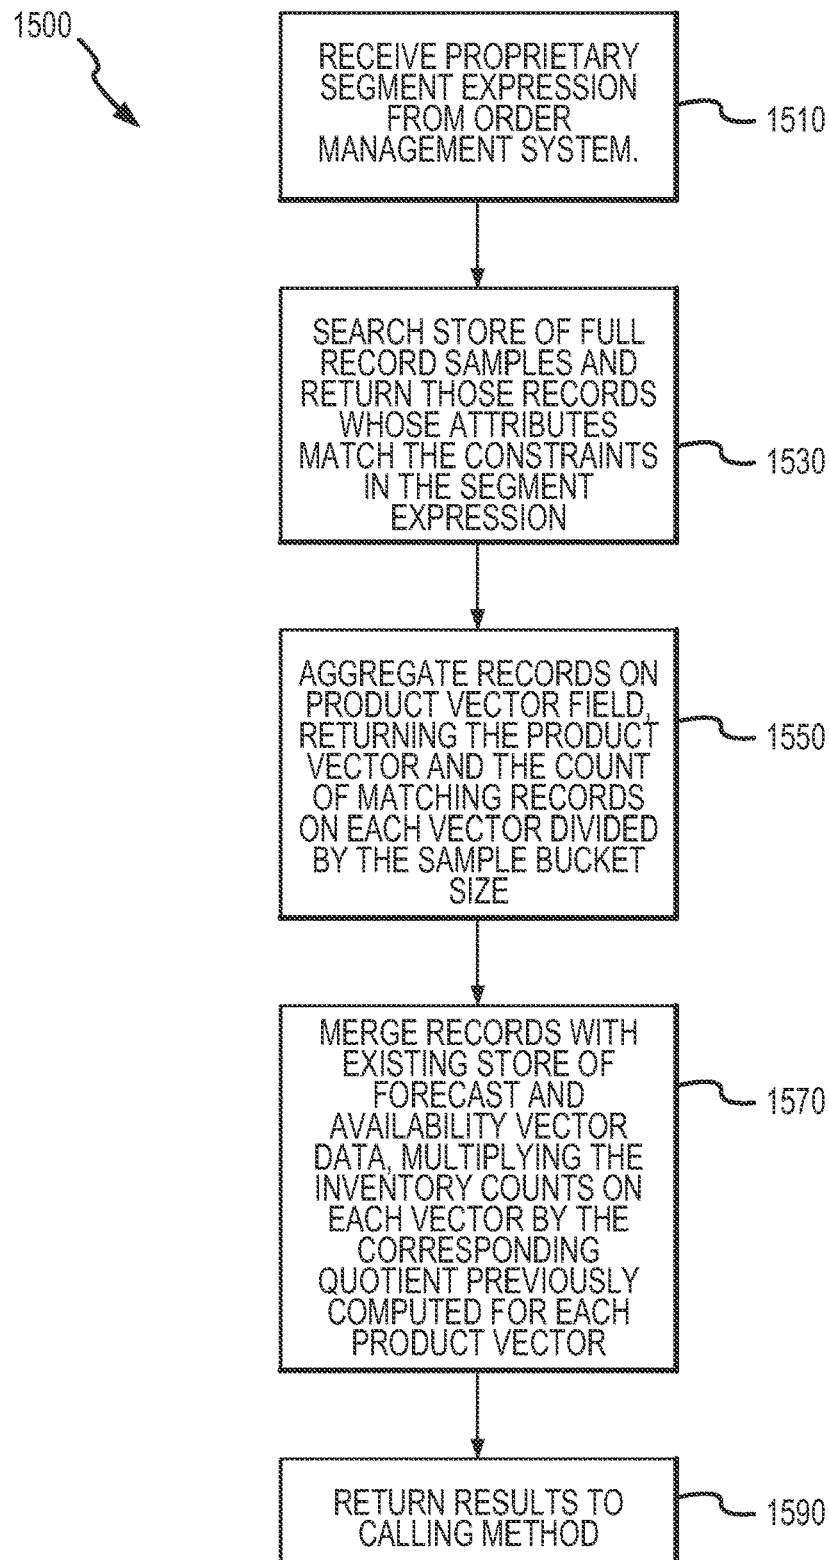 1500
RECEIVE PROPRIETARY
SEGMENT EXPRESSION
FROM ORDER
MANAGEMENT SYSTEM.
1510
SEARCH STORE OF FULL
RECORD SAMPLES AND
RETURN THOSE RECORDS
WHOSE ATTRIBUTES
MATCH THE CONSTRAINTS
IN THE SEGMENT
EXPRESSION
1530
AGGREGATE RECORDS ON
PRODUCT VECTOR FIELD,
RETURNING THE PRODUCT
VECTOR AND THE COUNT
OF MATCHING RECORDS
ON EACH VECTOR DIVIDED
BY THE SAMPLE BUCKET
SIZE
1550
MERGE RECORDS WITH
EXISTING STORE OF
FORECAST AND
AVAILABILITY VECTOR
DATA, MULTIPLYING THE
INVENTORY COUNTS ON
EACH VECTOR BY THE
CORRESPONDING
QUOTIENT PREVIOUSLY
COMPUTED FOR EACH
PRODUCT VECTOR
1570
RETURN RESULTS TO
CALLING METHOD
1590